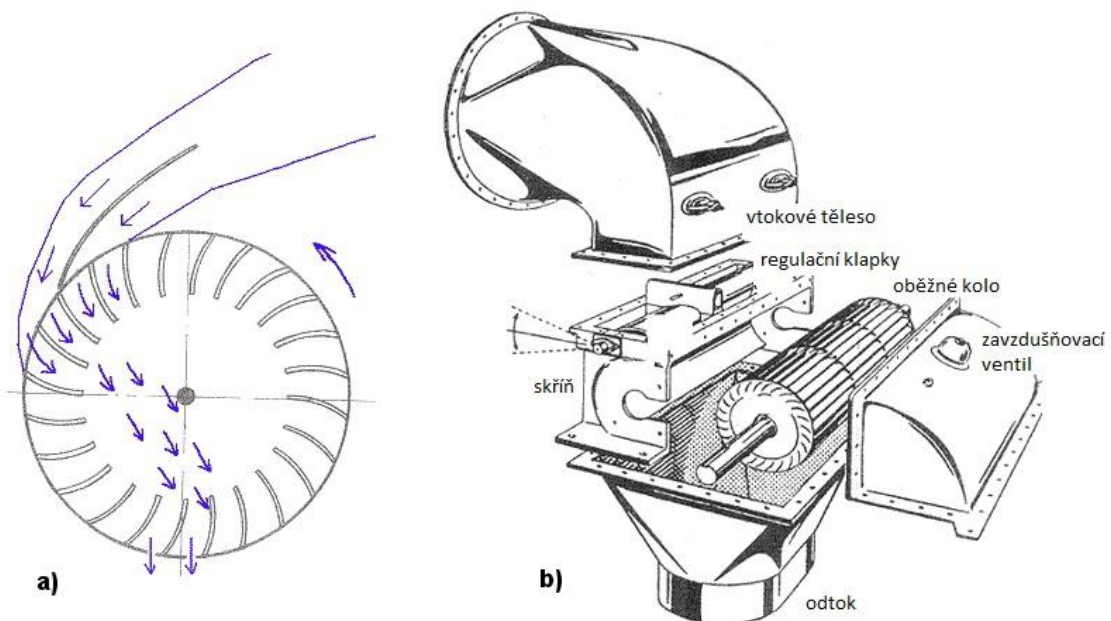 vtokové těleso
regulační klapky
oběžné kolo
zavzdušňovací
ventil
skříň
a)
b)
odtok